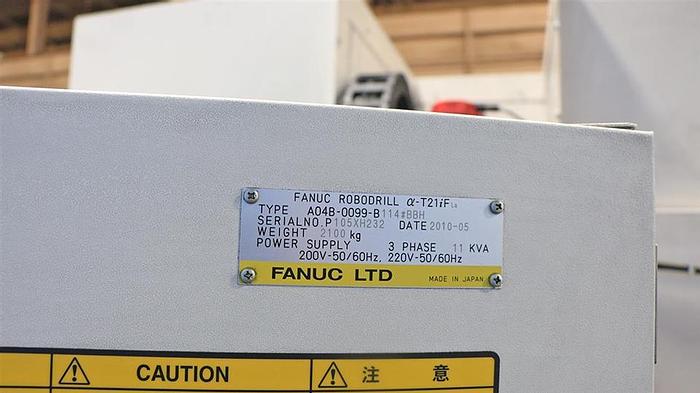 FANUC ROBODRILL α-T21iFLa
TYPE A04B-0099-B114#BBH
SERIAL NO. P105XH232 DATE 2010-05
WEIGHT 2100 kg
POWER SUPPLY 3 PHASE 11 KVA
200V-50/60Hz, 220V-50/60Hz
FANUC LTD MADE IN JAPAN
CAUTION 注 意